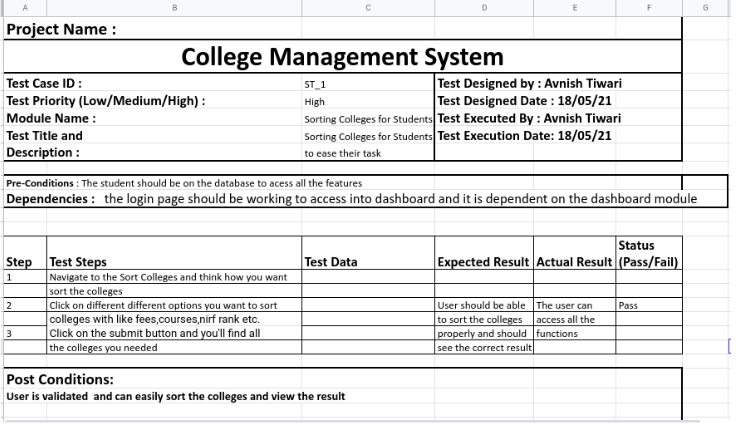 A B C D E F G
Project Name :
College Management System
Test Case ID : ST_1 Test Designed by : Avnish Tiwari
Test Priority (Low/Medium/High) : High Test Designed Date : 18/05/21
Module Name : Sorting Colleges for Students Test Executed By : Avnish Tiwari
Test Title and Sorting Colleges for Students Test Execution Date: 18/05/21
Description : to ease their task
Pre-Conditions : The student should be on the database to acess all the features
Dependencies : the login page should be working to access into dashboard and it is dependent on the dashboard module
Status
Step Test Steps Test Data Expected Result Actual Result (Pass/Fail)
1 Navigate to the Sort Colleges and think how you want
sort the colleges
2 Click on different different options you want to sort User should be able The user can Pass
colleges with like fees,courses,nirf rank etc. to sort the colleges access all the
3 Click on the submit button and you'll find all properly and should functions
the colleges you needed see the correct result
Post Conditions:
User is validated and can easily sort the colleges and view the result